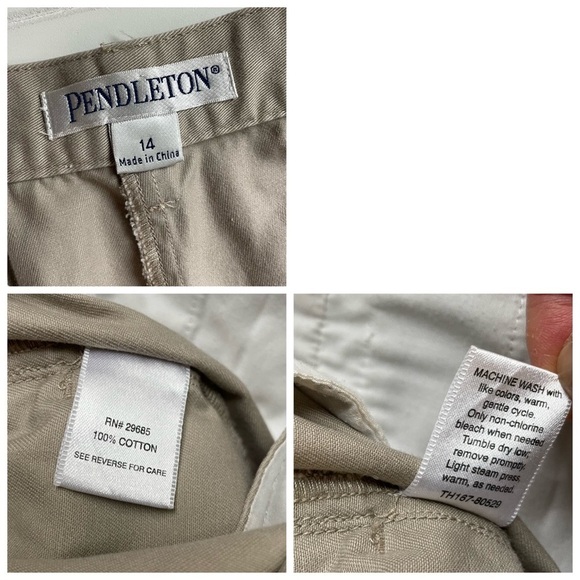 PENDLETON®
14
Made in China
RN# 29685
100% COTTON
SEE REVERSE FOR CARE
MACHINE WASH with
like colors, warm,
gentle cycle.
Only non-chlorine
bleach when needed
Tumble dry low;
remove promptly.
Light steam press,
warm, as needed.
TH167-80529